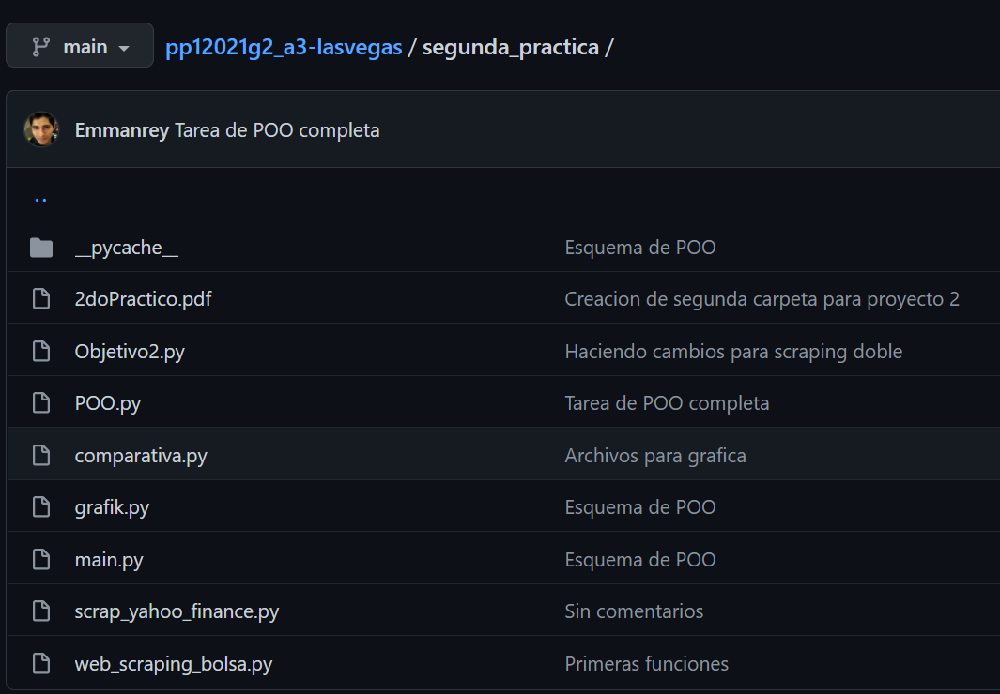 main pp12021g2_a3-lasvegas / segunda_practica /
Emmanrey Tarea de POO completa
..
__pycache__ Esquema de POO
2doPractico.pdf Creacion de segunda carpeta para proyecto 2
Objetivo2.py Haciendo cambios para scraping doble
POO.py Tarea de POO completa
comparativa.py Archivos para grafica
grafik.py Esquema de POO
main.py Esquema de POO
scrap_yahoo_finance.py Sin comentarios
web_scraping_bolsa.py Primeras funciones